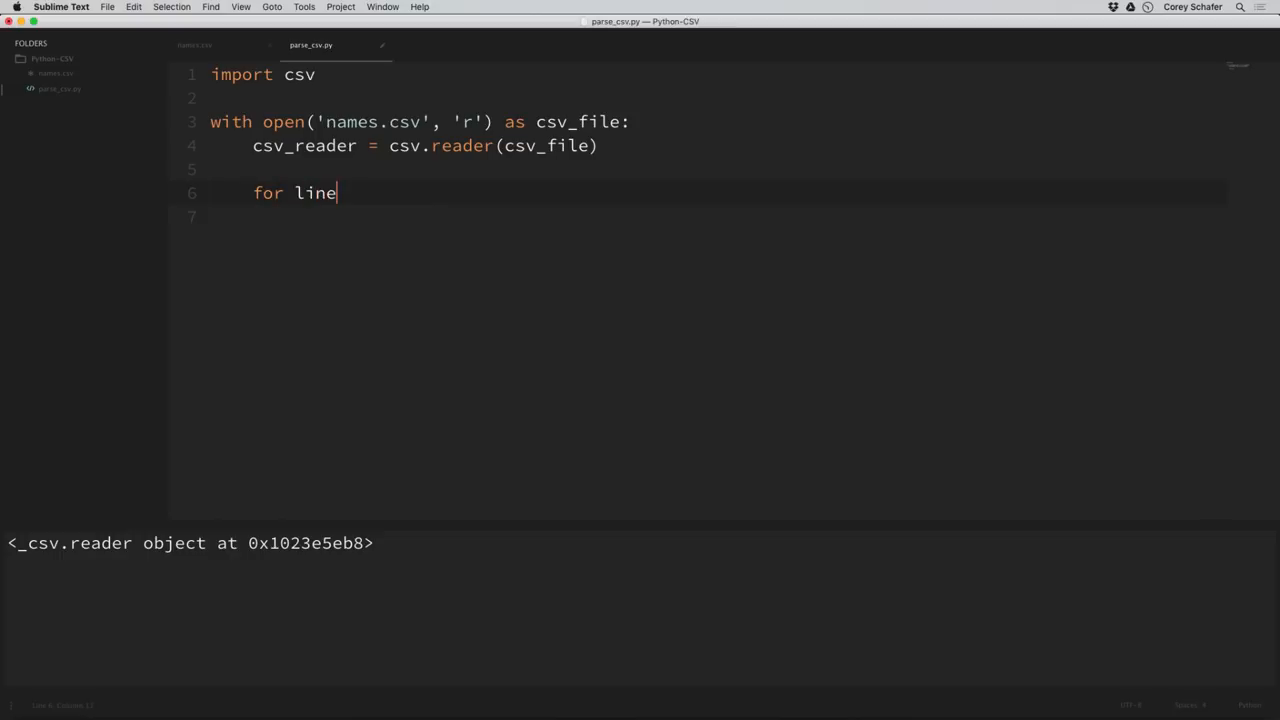 Sublime Text File Edit Selection Find View Goto Tools Project Window Help Corey Schafer
parse_csv.py — Python-CSV
FOLDERS
Python-CSV
names.csv
parse_csv.py
names.csv parse_csv.py
1 import csv
2
3 with open('names.csv', 'r') as csv_file:
4 csv_reader = csv.reader(csv_file)
5
6 for line
7
<_csv.reader object at 0x1023e5eb8>
Line 6, Column 13 UTF-8 Spaces: 4 Python